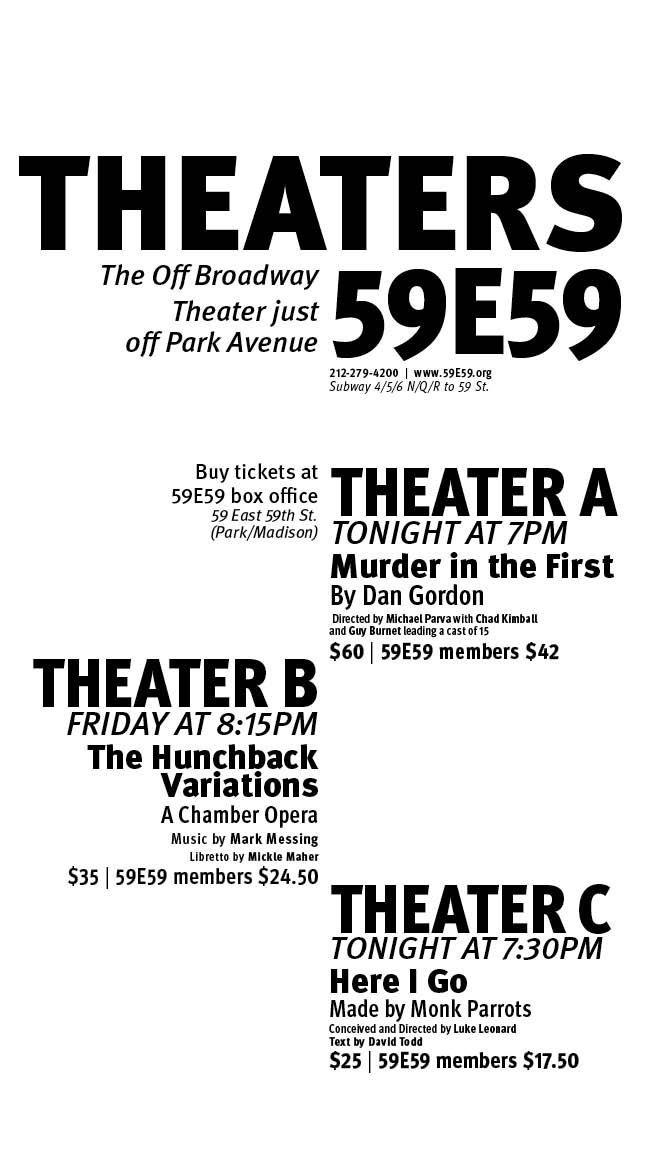 THEATERS
The Off Broadway
Theater just
off Park Avenue
59E59
212-279-4200 | www.59E59.org
Subway 4/5/6 N/Q/R to 59 St.
Buy tickets at
59E59 box office
59 East 59th St.
(Park/Madison)
THEATER A
TONIGHT AT 7PM
Murder in the First
By Dan Gordon
Directed by Michael Parva with Chad Kimball
and Guy Burnet leading a cast of 15
$60 | 59E59 members $42
THEATER B
FRIDAY AT 8:15PM
The Hunchback
Variations
A Chamber Opera
Music by Mark Messing
Libretto by Mickle Maher
$35 | 59E59 members $24.50
THEATER C
TONIGHT AT 7:30PM
Here I Go
Made by Monk Parrots
Conceived and Directed by Luke Leonard
Text by David Todd
$25 | 59E59 members $17.50